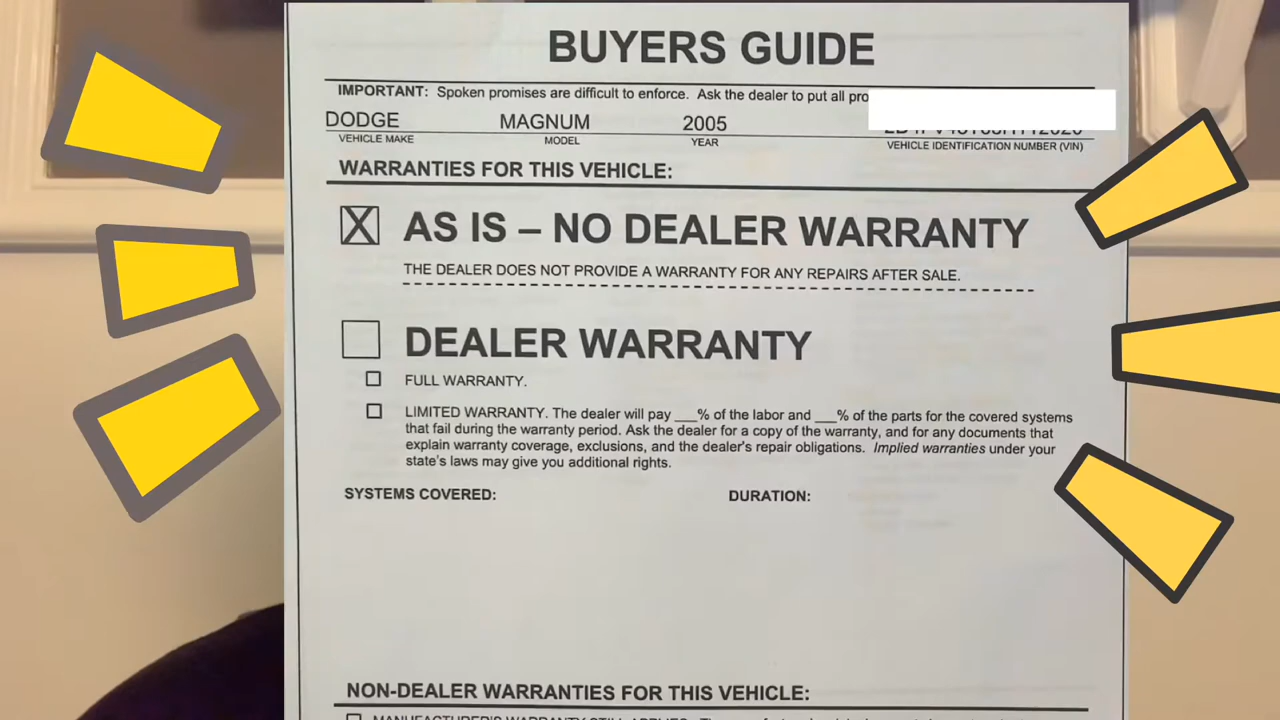 BUYERS GUIDE
IMPORTANT: Spoken promises are difficult to enforce. Ask the dealer to put all
DODGE MAGNUM 2005
VEHICLE MAKE MODEL YEAR VEHICLE IDENTIFICATION NUMBER (VIN)
WARRANTIES FOR THIS VEHICLE:
X AS IS – NO DEALER WARRANTY
THE DEALER DOES NOT PROVIDE A WARRANTY FOR ANY REPAIRS AFTER SALE.
DEALER WARRANTY
FULL WARRANTY.
LIMITED WARRANTY. The dealer will pay ___% of the labor and ___% of the parts for the covered systems
that fail during the warranty period. Ask the dealer for a copy of the warranty, and for any documents that
explain warranty coverage, exclusions, and the dealer's repair obligations. Implied warranties under your
state's laws may give you additional rights.
SYSTEMS COVERED: DURATION:
NON-DEALER WARRANTIES FOR THIS VEHICLE:
MANUFACTURER'S WARRANTY STILL APPLIES.